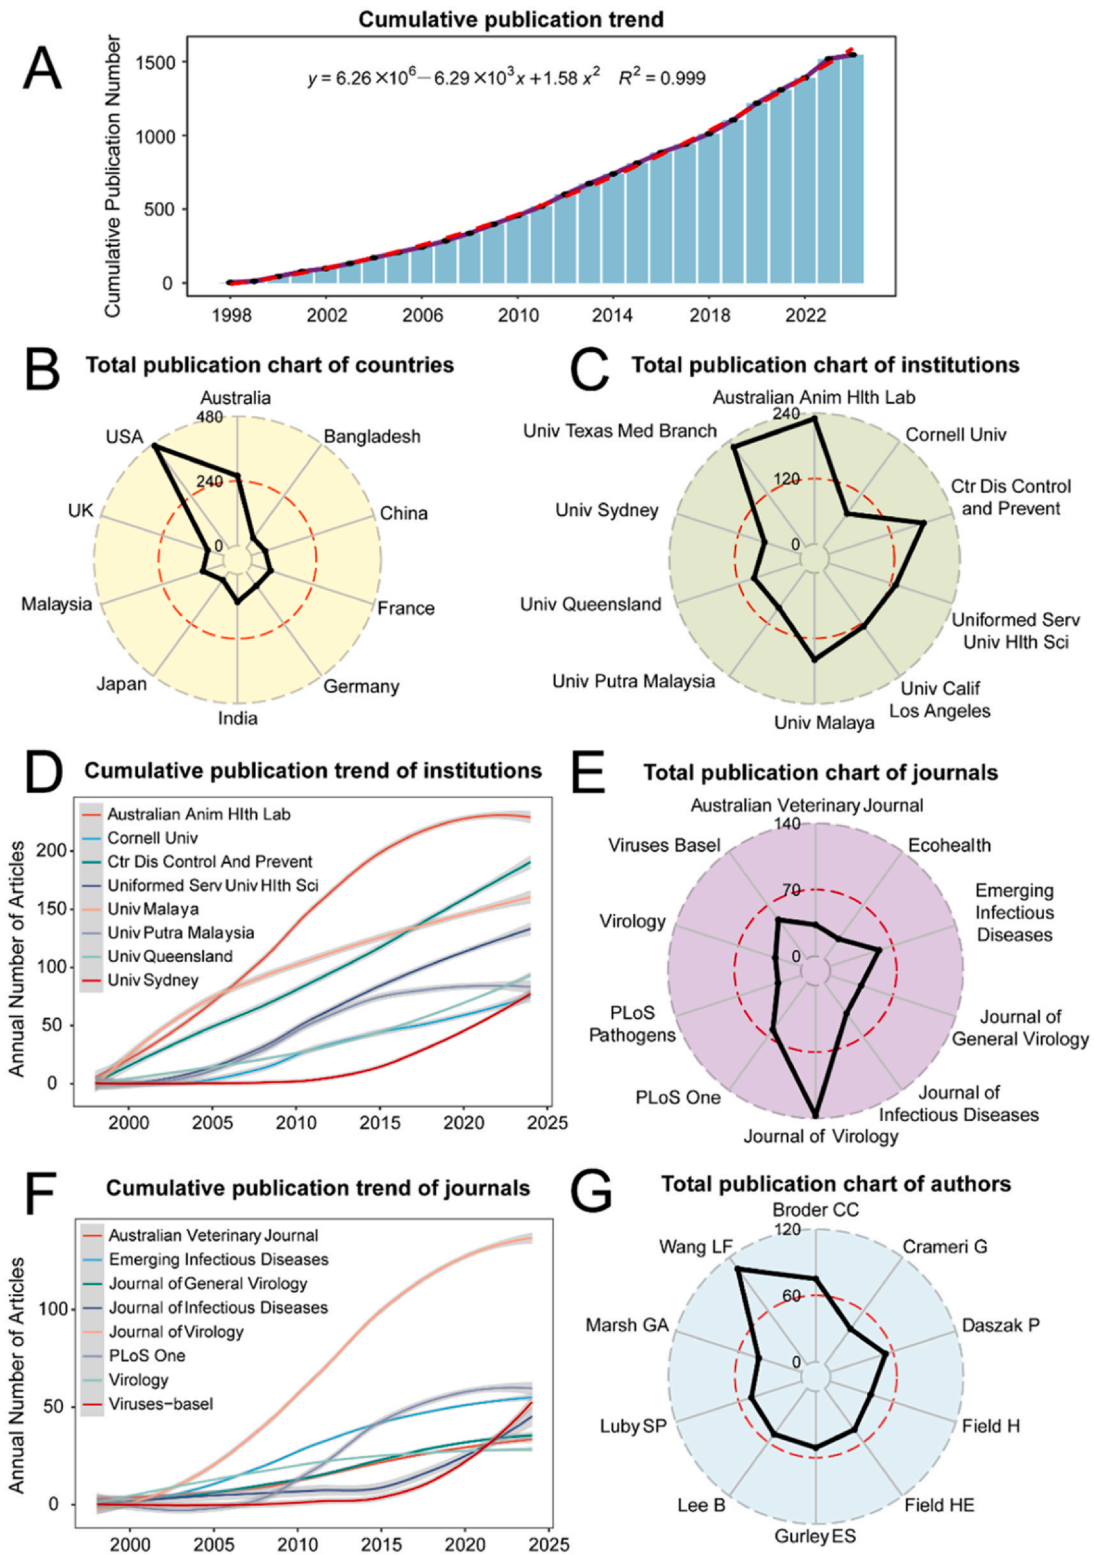 A
Cumulative publication trend
Cumulative Publication Number
y = 6.26 ×10⁶ − 6.29 ×10³x + 1.58 x² R² = 0.999
1500
1000
500
0
1998 2002 2006 2010 2014 2018 2022
B
Total publication chart of countries
Australia
480
240
0
Bangladesh
China
France
Germany
India
Japan
Malaysia
UK
USA
C
Total publication chart of institutions
Australian Anim Hlth Lab
240
120
0
Cornell Univ
Ctr Dis Control
and Prevent
Uniformed Serv
Univ Hlth Sci
Univ Calif
Los Angeles
Univ Malaya
Univ Putra Malaysia
Univ Queensland
Univ Sydney
Univ Texas Med Branch
D
Cumulative publication trend of institutions
Annual Number of Articles
Australian Anim Hlth Lab
Cornell Univ
Ctr Dis Control And Prevent
Uniformed Serv Univ Hlth Sci
Univ Malaya
Univ Putra Malaysia
Univ Queensland
Univ Sydney
200
150
100
50
0
2000 2005 2010 2015 2020 2025
E
Total publication chart of journals
Australian Veterinary Journal
140
70
0
Ecohealth
Emerging
Infectious
Diseases
Journal of
General Virology
Journal of
Infectious Diseases
Journal of Virology
PLoS One
PLoS
Pathogens
Virology
Viruses Basel
F
Cumulative publication trend of journals
Annual Number of Articles
Australian Veterinary Journal
Emerging Infectious Diseases
Journal of General Virology
Journal of Infectious Diseases
Journal of Virology
PLoS One
Virology
Viruses−basel
100
50
0
2000 2005 2010 2015 2020 2025
G
Total publication chart of authors
Broder CC
120
60
0
Crameri G
Daszak P
Field H
Field HE
Gurley ES
Lee B
Luby SP
Marsh GA
Wang LF